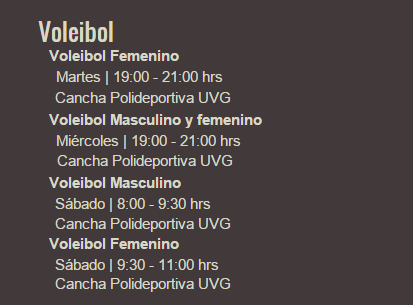 Voleibol
Voleibol Femenino
Martes | 19:00 - 21:00 hrs
Cancha Polideportiva UVG
Voleibol Masculino y femenino
Miércoles | 19:00 - 21:00 hrs
Cancha Polideportiva UVG
Voleibol Masculino
Sábado | 8:00 - 9:30 hrs
Cancha Polideportiva UVG
Voleibol Femenino
Sábado | 9:30 - 11:00 hrs
Cancha Polideportiva UVG